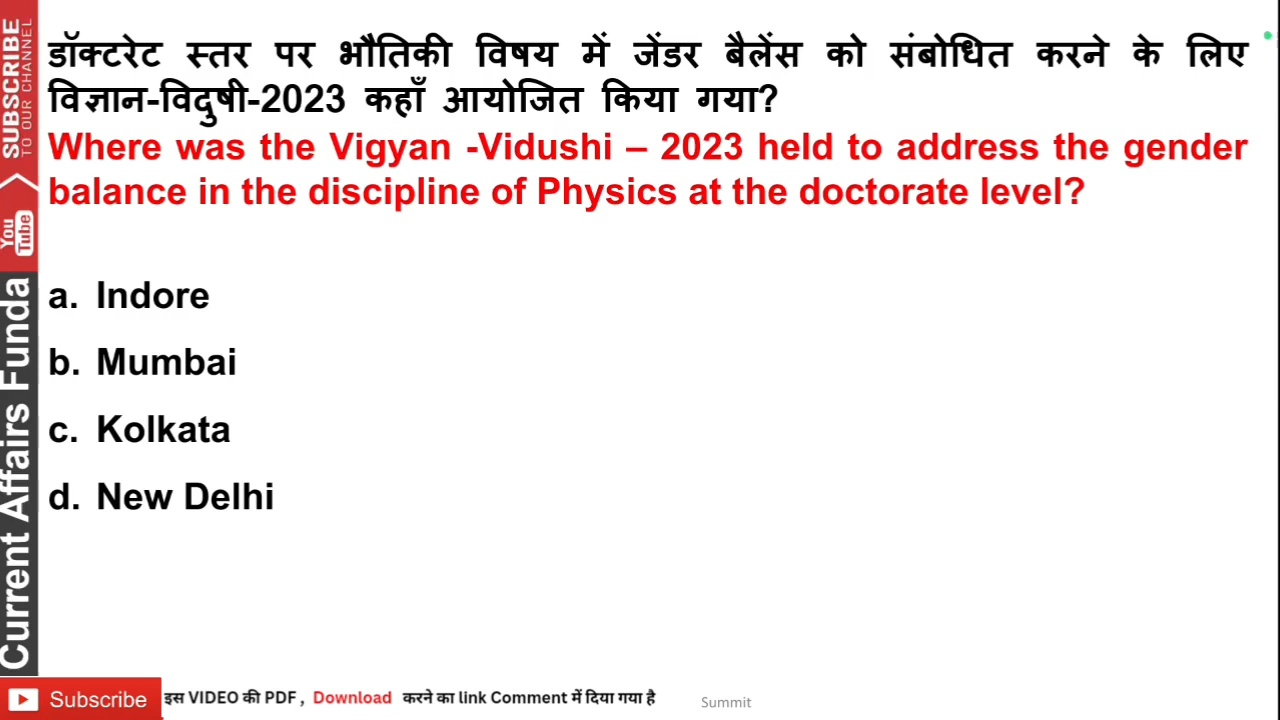 डॉक्टरेट स्तर पर भौतिकी विषय में जेंडर बैलेंस को संबोधित करने के लिए
विज्ञान-विदुषी-2023 कहाँ आयोजित किया गया?
Where was the Vigyan -Vidushi – 2023 held to address the gender
balance in the discipline of Physics at the doctorate level?
a. Indore
b. Mumbai
c. Kolkata
d. New Delhi
SUBSCRIBE
TO OUR CHANNEL
You
Tube
Current Affairs Funda
Subscribe
इस VIDEO की PDF , Download करने का link Comment में दिया गया है
Summit